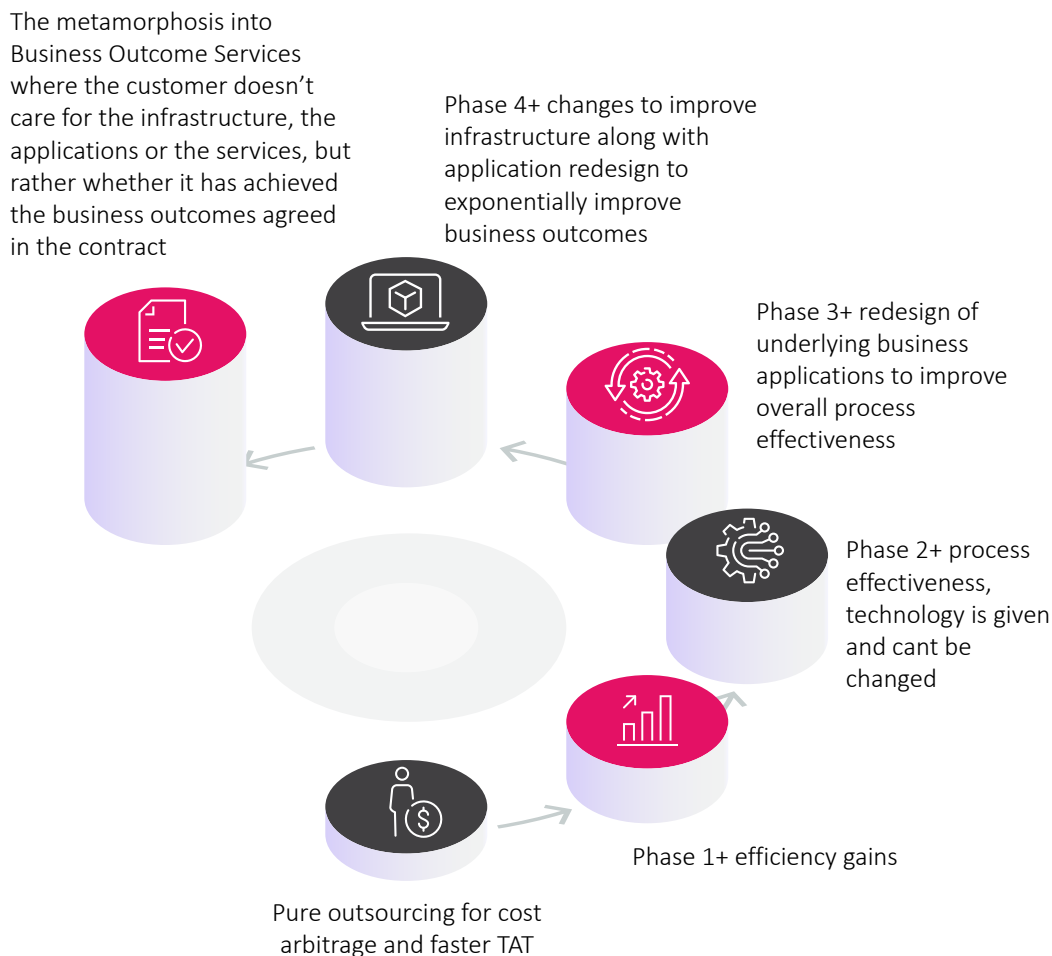 The metamorphosis into
Business Outcome Services
where the customer doesn’t
care for the infrastructure, the
applications or the services, but
rather whether it has achieved
the business outcomes agreed
in the contract
Phase 4+ changes to improve
infrastructure along with
application redesign to
exponentially improve
business outcomes
Phase 3+ redesign of
underlying business
applications to improve
overall process
effectiveness
Phase 2+ process
effectiveness,
technology is given
and cant be
changed
$
Phase 1+ efficiency gains
Pure outsourcing for cost
arbitrage and faster TAT